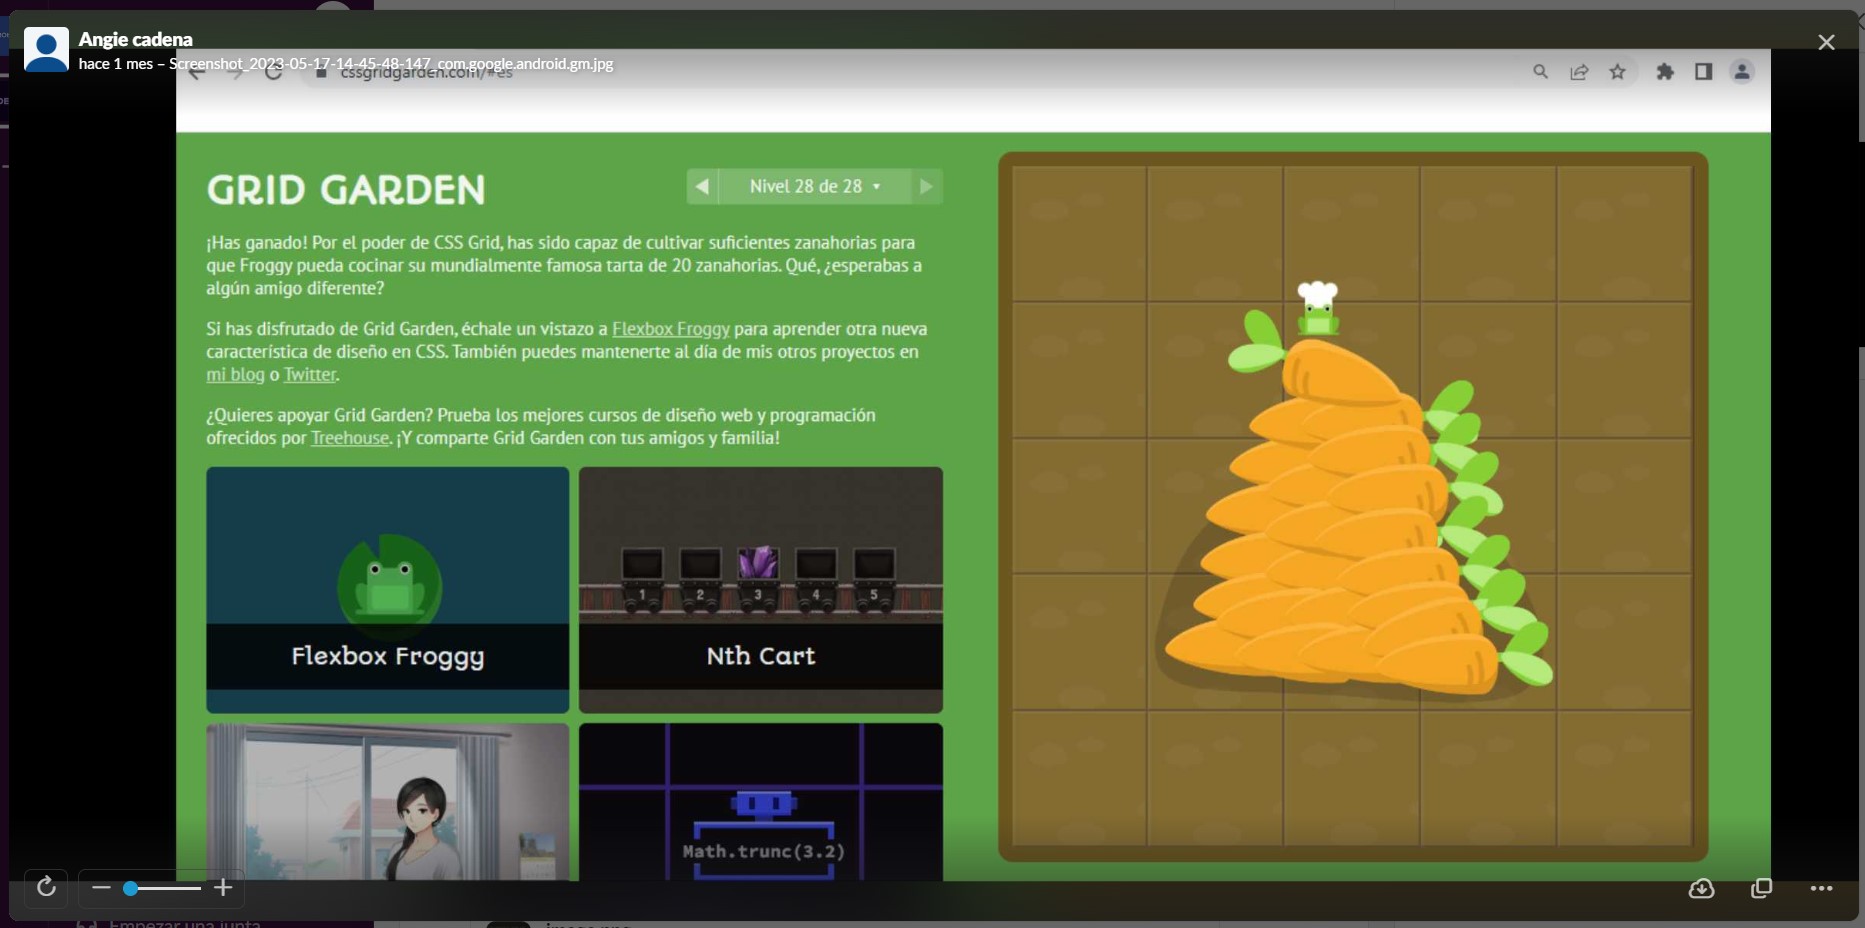 Angie cadena
hace 1 mes – Screenshot_2023-05-17-14-45-48-147_com.google.android.gm.jpg
cssgridgarden.com/#es
GRID GARDEN
Nivel 28 de 28
¡Has ganado! Por el poder de CSS Grid, has sido capaz de cultivar suficientes zanahorias para
que Froggy pueda cocinar su mundialmente famosa tarta de 20 zanahorias. Qué, ¿esperabas a
algún amigo diferente?
Si has disfrutado de Grid Garden, échale un vistazo a Flexbox Froggy para aprender otra nueva
característica de diseño en CSS. También puedes mantenerte al día de mis otros proyectos en
mi blog o Twitter.
¿Quieres apoyar Grid Garden? Prueba los mejores cursos de diseño web y programación
ofrecidos por Treehouse. ¡Y comparte Grid Garden con tus amigos y familia!
1 2 3 4 5
Flexbox Froggy
Nth Cart
Math.trunc(3.2)
Empezar una junta